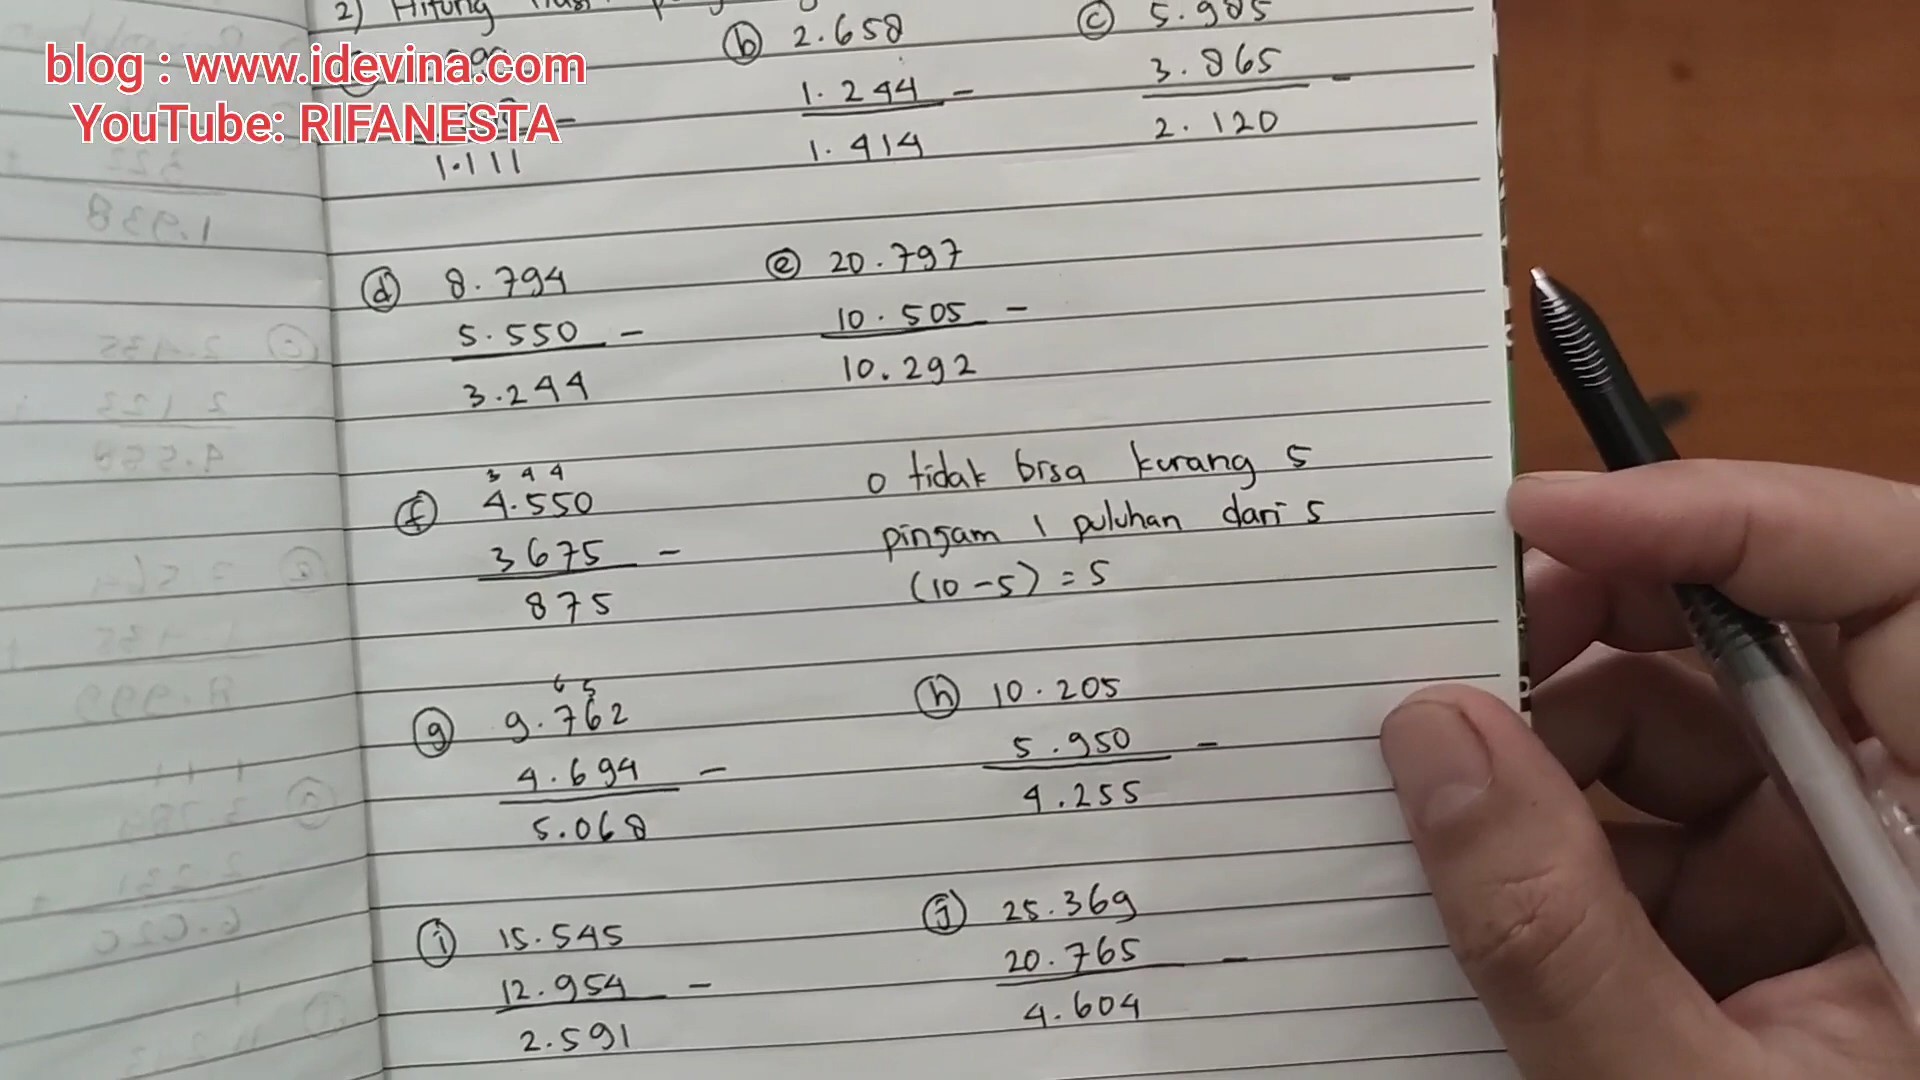 2) Hitung
blog : www.idevina.com
YouTube: RIFANESTA
1.111
(b) 2.658
1.244 -
1.414
(c) 5.985
3.865 -
2.120
(d) 8.794
5.550 -
3.244
(e) 20.797
10.505 -
10.292
3 4 4
(f) 4.550
3675 -
875
0 tidak bisa kurang 5
pinjam 1 puluhan dari 5
(10-5) = 5
6 5
(g) 9.762
4.694 -
5.068
(h) 10.205
5.950 -
4.255
(i) 15.545
12.954 -
2.591
(j) 25.369
20.765 -
4.604